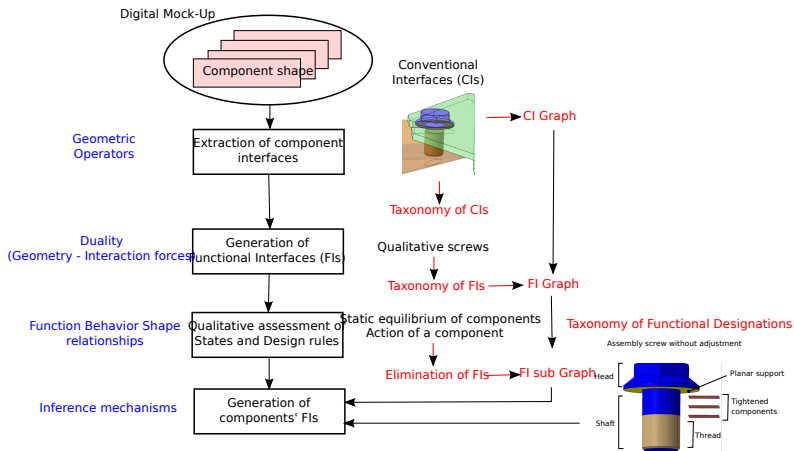 Digital Mock-Up
Component shape
Conventional
Interfaces (CIs)
CI Graph
Geometric
Operators
Extraction of component
interfaces
Taxonomy of CIs
Duality
(Geometry - Interaction forces)
Generation of
Functional Interfaces (FIs)
Qualitative screws
Taxonomy of FIs
FI Graph
Function Behavior Shape
relationships
Qualitative assessment of
States and Design rules
Static equilibrium of components
Action of a component
Taxonomy of Functional Designations
Assembly screw without adjustment
Elimination of FIs
FI sub Graph
Head
Planar support
Tightened
components
Shaft
Thread
Inference mechanisms
Generation of
components' FIs